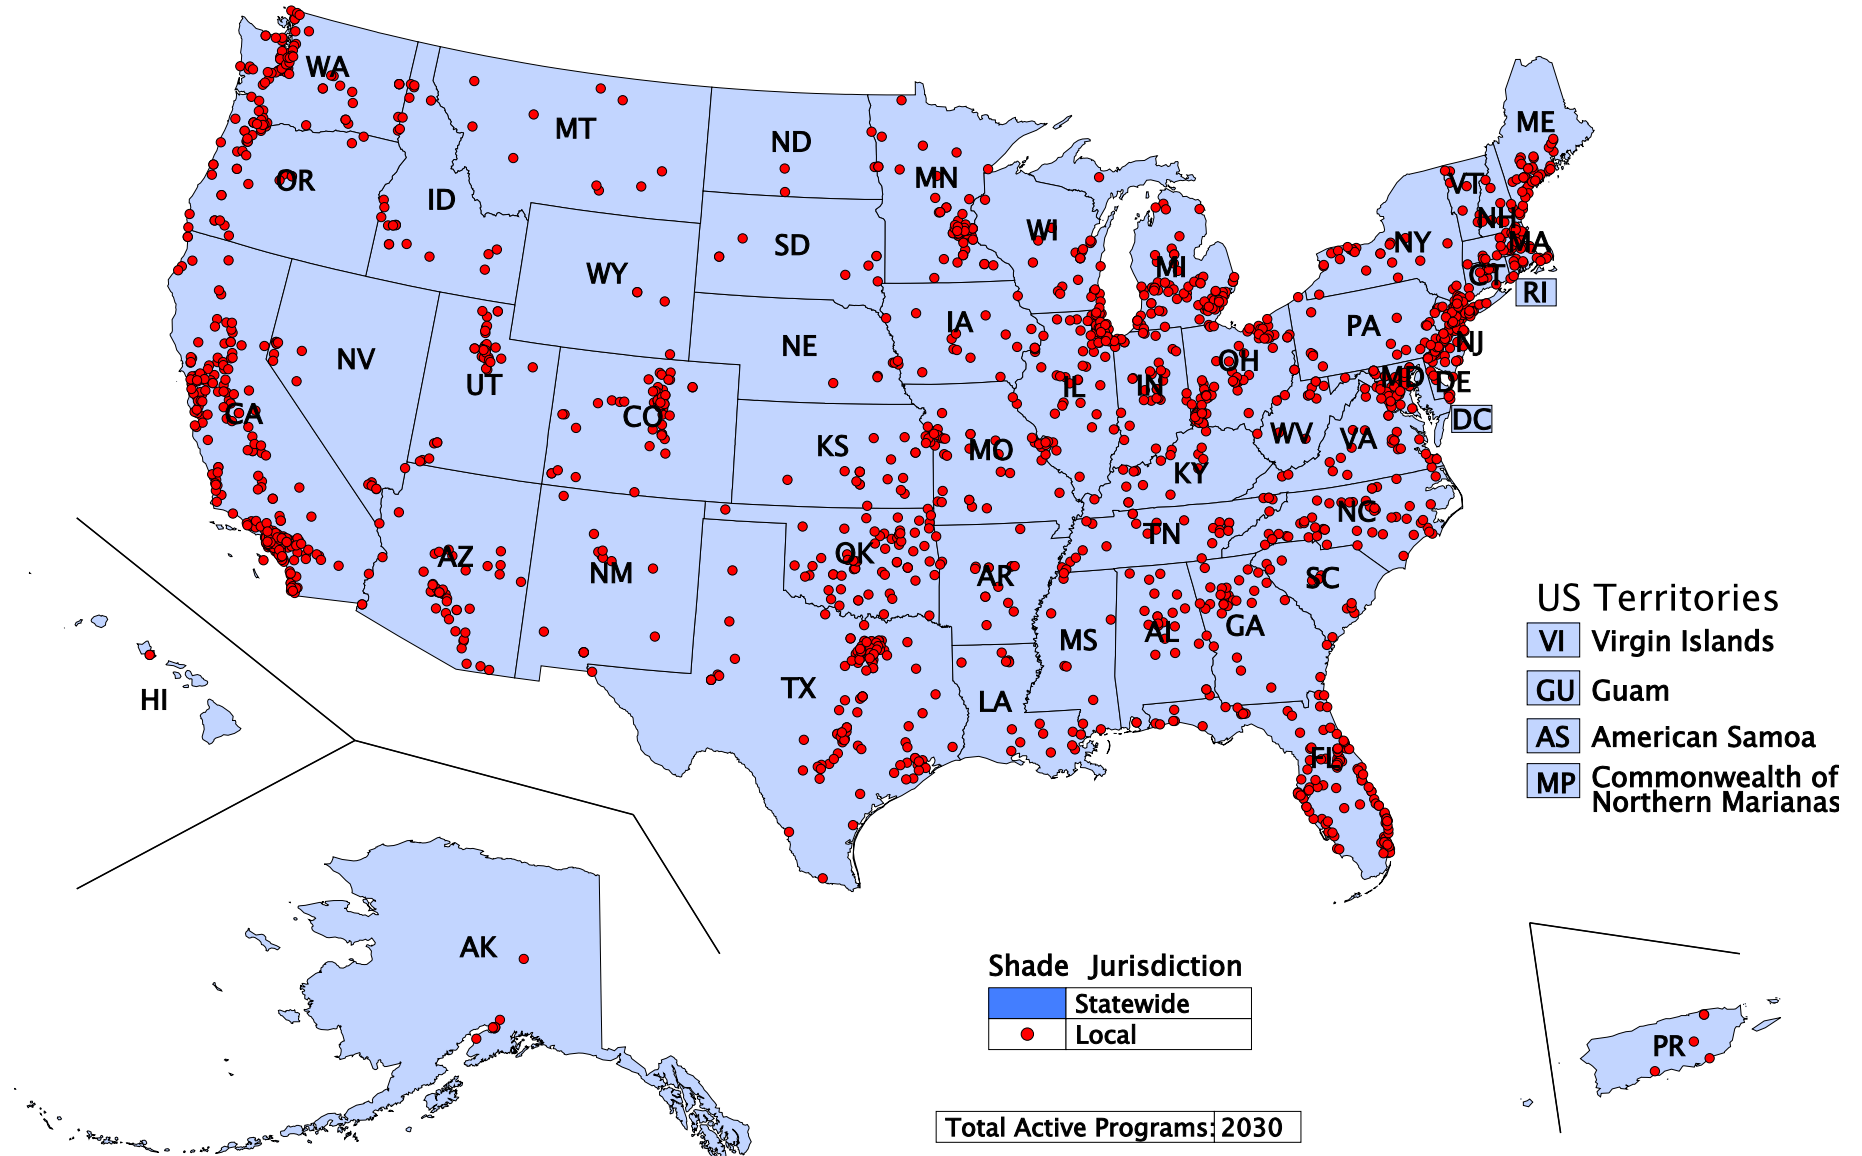 WA
MT
ND
MN
ME
OR
ID
SD
WI
MI
VT
NH
NY
MA
CT
RI
WY
IA
PA
NJ
NV
UT
NE
IL
IN
OH
MD
DE
DC
CA
CO
KS
MO
KY
WV
VA
AZ
NM
OK
AR
TN
NC
SC
HI
TX
LA
MS
AL
GA
FL
US Territories
VI Virgin Islands
GU Guam
AS American Samoa
MP Commonwealth of
Northern Marianas
AK
Shade Jurisdiction
Statewide
Local
PR
Total Active Programs: 2030